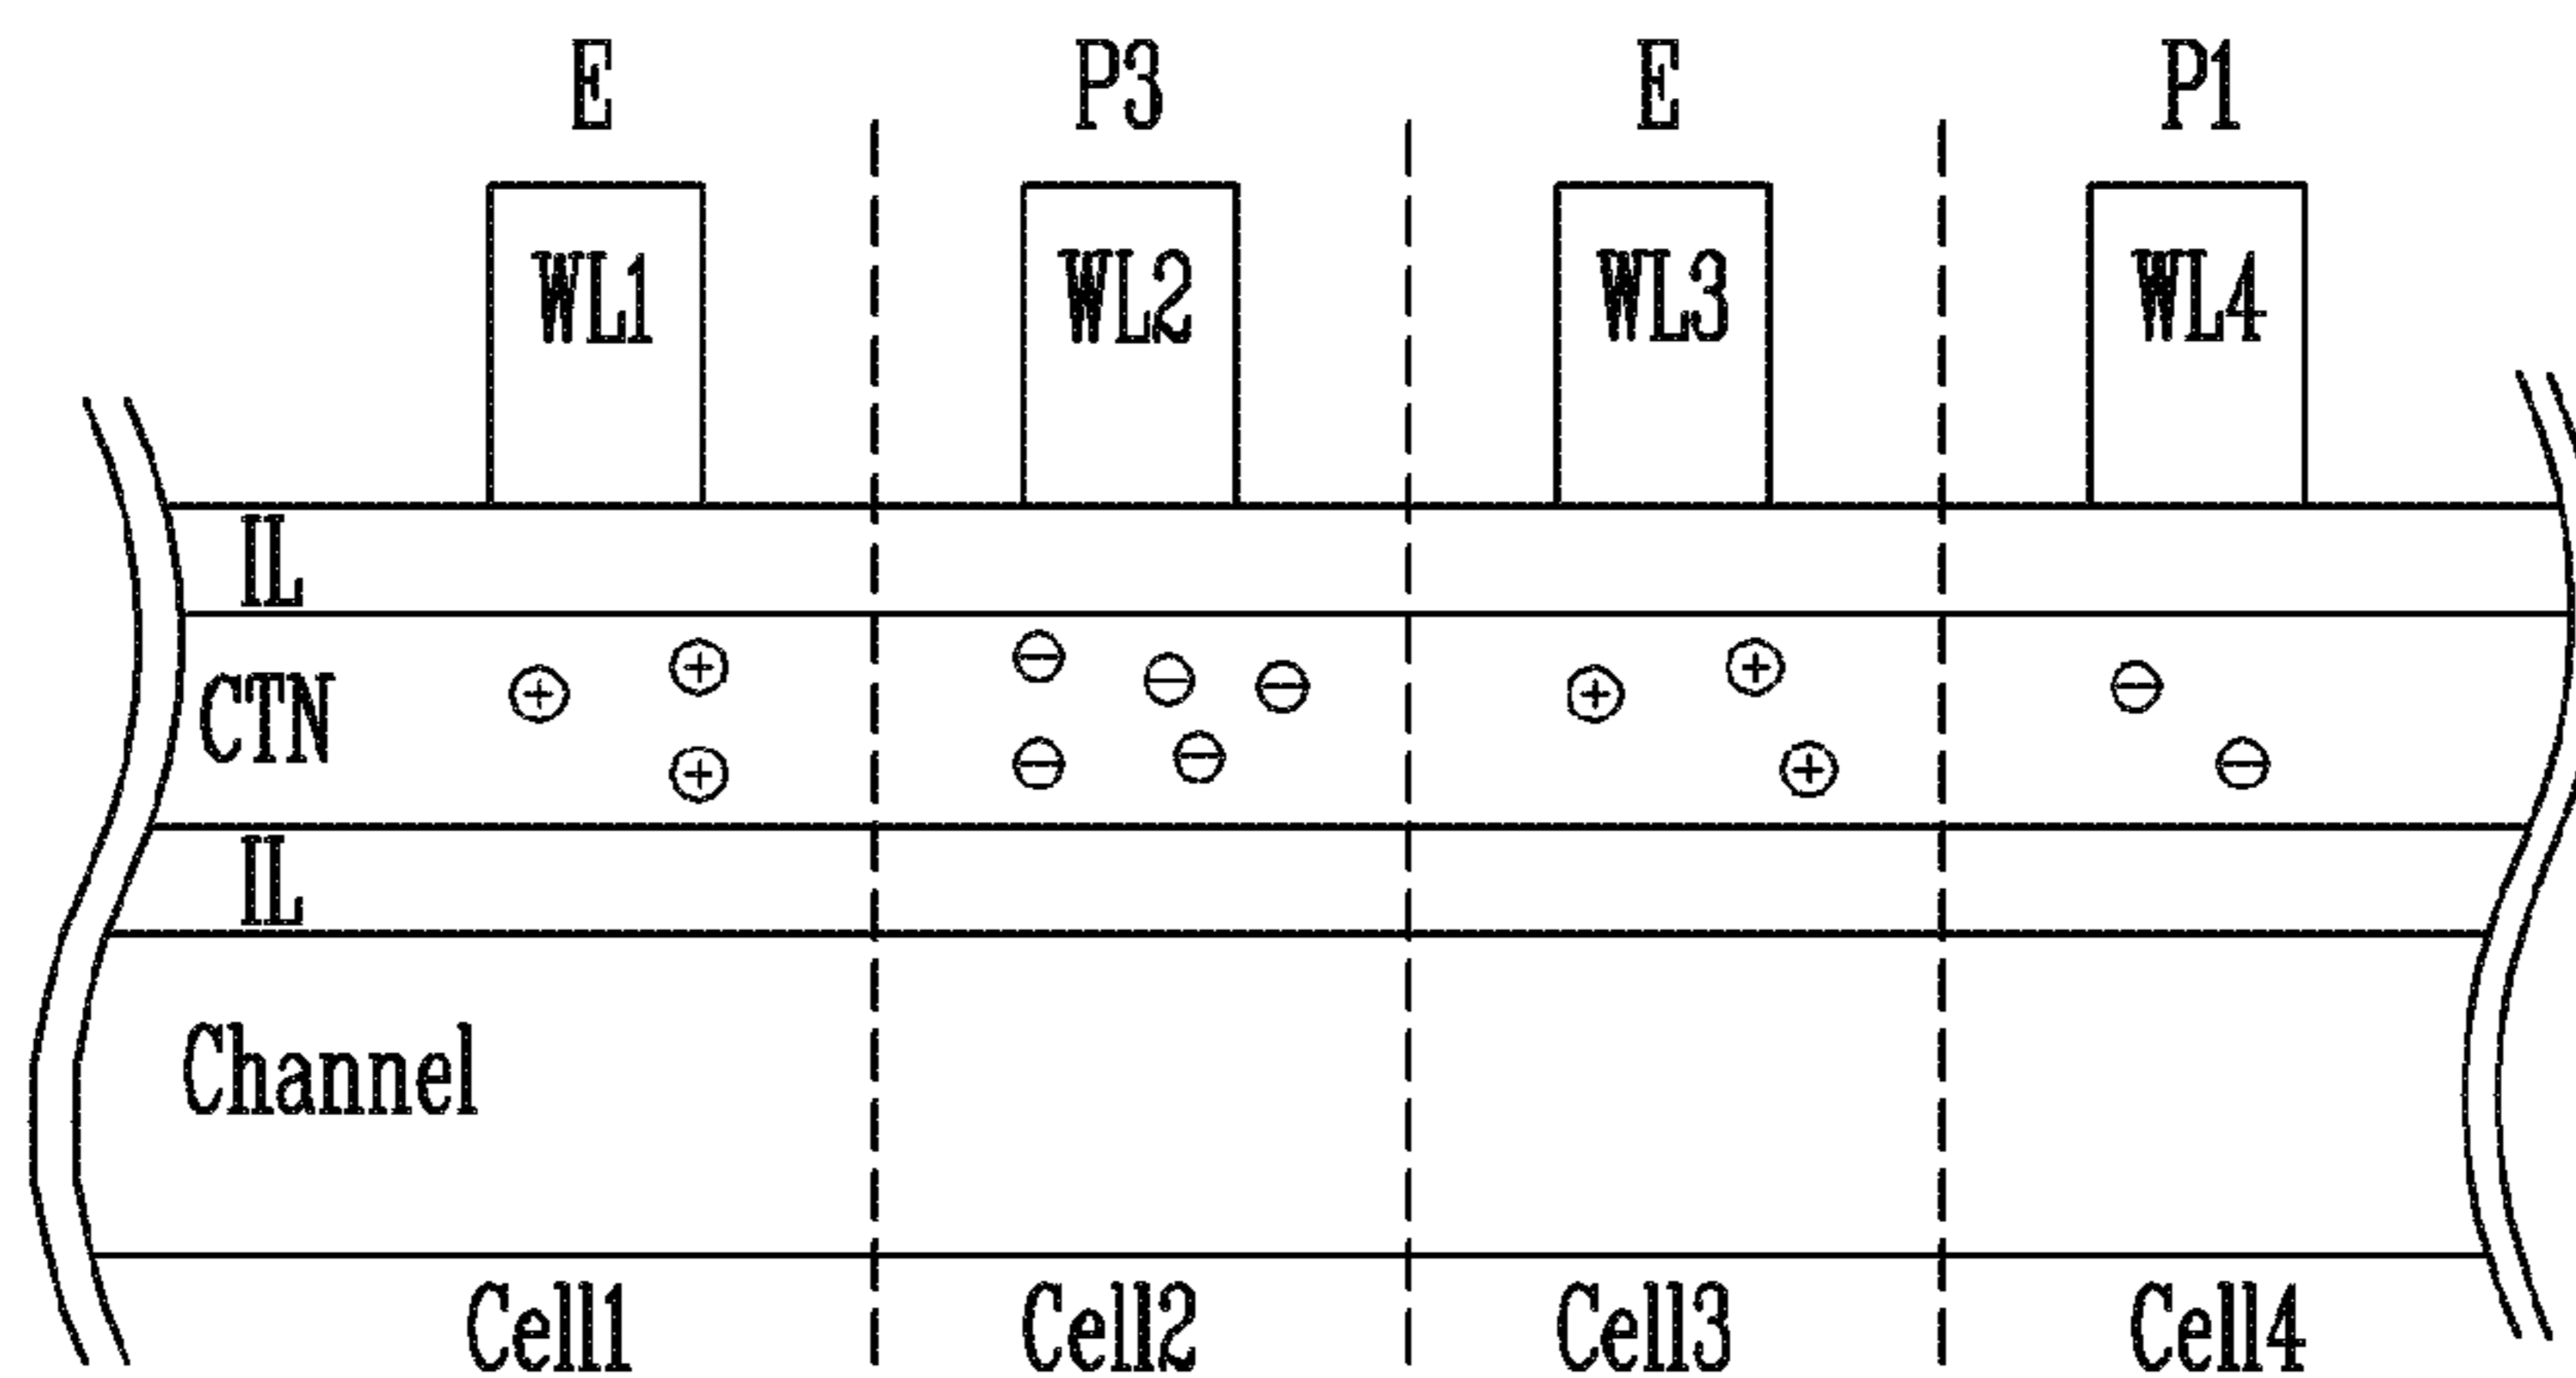 E P3 E P1
WL1 WL2 WL3 WL4
IL
CTN
IL
Channel
Cell1 Cell2 Cell3 Cell4